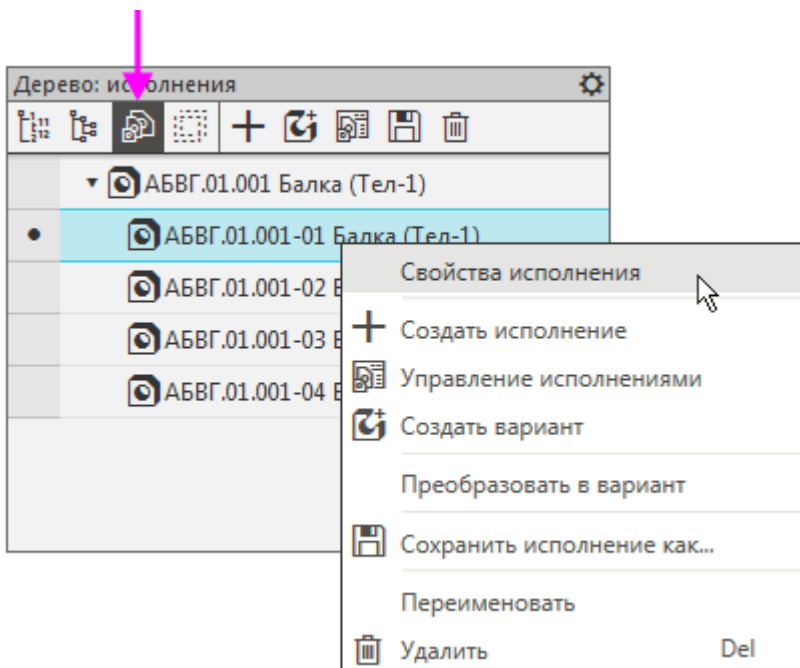 Дерево: исполнения
АБВГ.01.001 Балка (Тел-1)
АБВГ.01.001-01 Балка (Тел-1)
АБВГ.01.001-02
АБВГ.01.001-03
АБВГ.01.001-04
Свойства исполнения
Создать исполнение
Управление исполнениями
Создать вариант
Преобразовать в вариант
Сохранить исполнение как...
Переименовать
Удалить Del